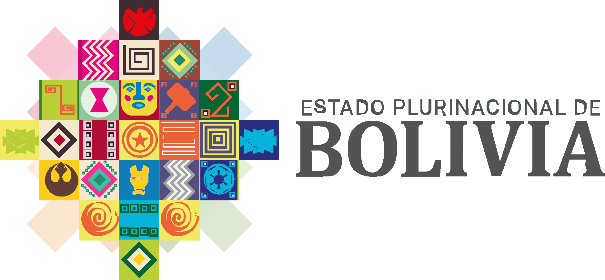 ESTADO PLURINACIONAL DE
BOLIVIA